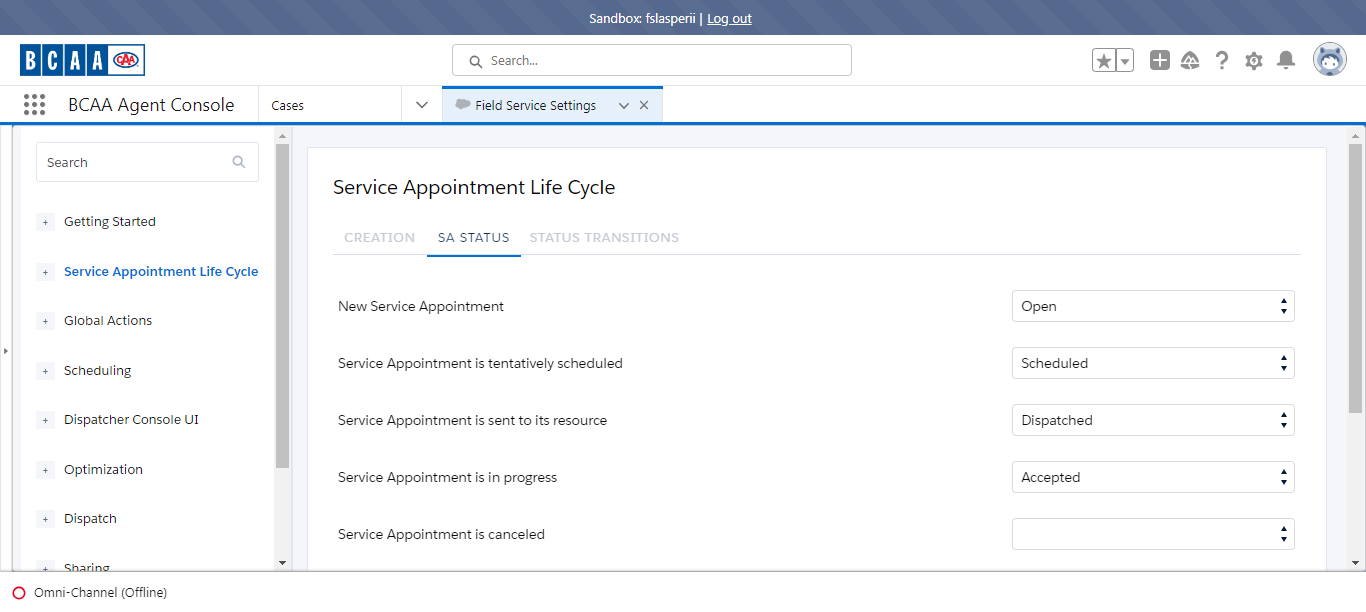 Sandbox: fslasperii | Log out
BCAA CAA
Search...
BCAA Agent Console
Cases
Field Service Settings
Search
Getting Started
Service Appointment Life Cycle
Global Actions
Scheduling
Dispatcher Console UI
Optimization
Dispatch
Sharing
Service Appointment Life Cycle
CREATION SA STATUS STATUS TRANSITIONS
New Service Appointment Open
Service Appointment is tentatively scheduled Scheduled
Service Appointment is sent to its resource Dispatched
Service Appointment is in progress Accepted
Service Appointment is canceled
Omni-Channel (Offline)